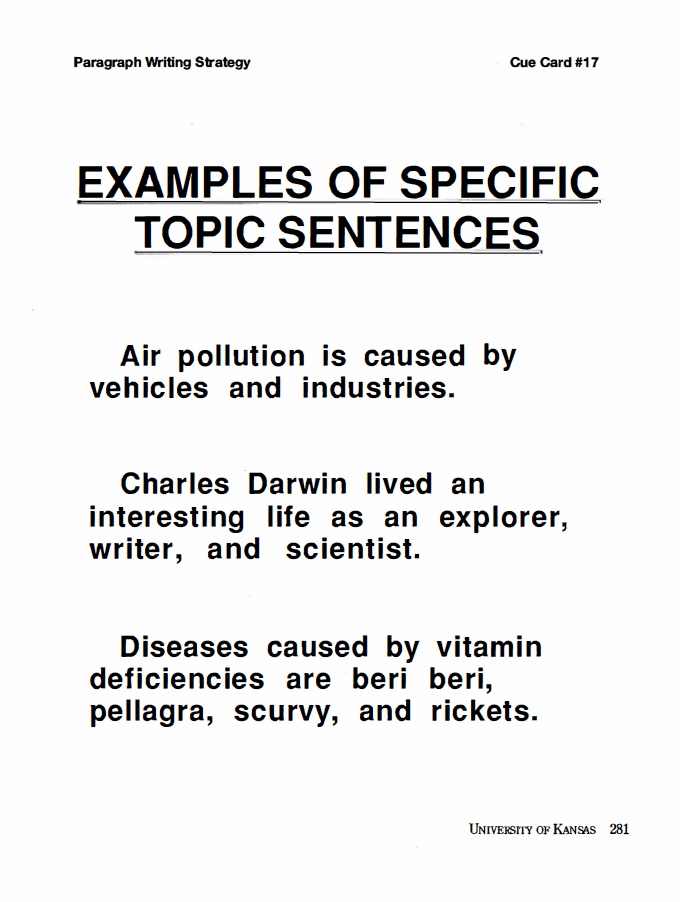 Paragraph Writing Strategy
Cue Card #17
EXAMPLES OF SPECIFIC
TOPIC SENTENCES
Air pollution is caused by
vehicles and industries.
Charles Darwin lived an
interesting life as an explorer,
writer, and scientist.
Diseases caused by vitamin
deficiencies are beri beri,
pellagra, scurvy, and rickets.
UNIVERSITY OF KANSAS 281